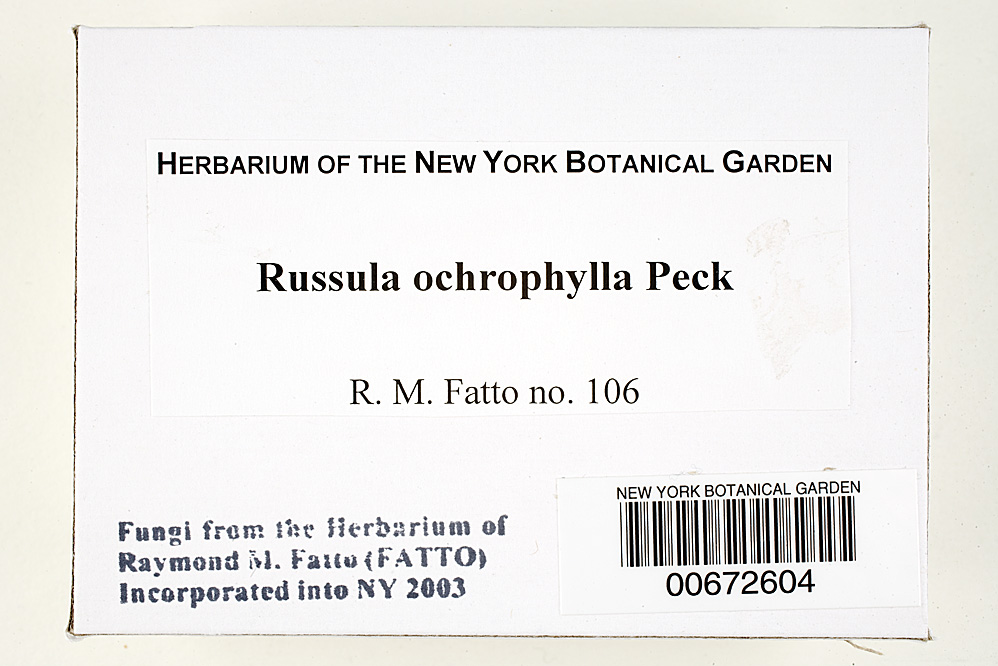 HERBARIUM OF THE NEW YORK BOTANICAL GARDEN
Russula ochrophylla Peck
R. M. Fatto no. 106
Fungi from the Herbarium of
Raymond M. Fatto (FATTO)
Incorporated into NY 2003
NEW YORK BOTANICAL GARDEN
00672604